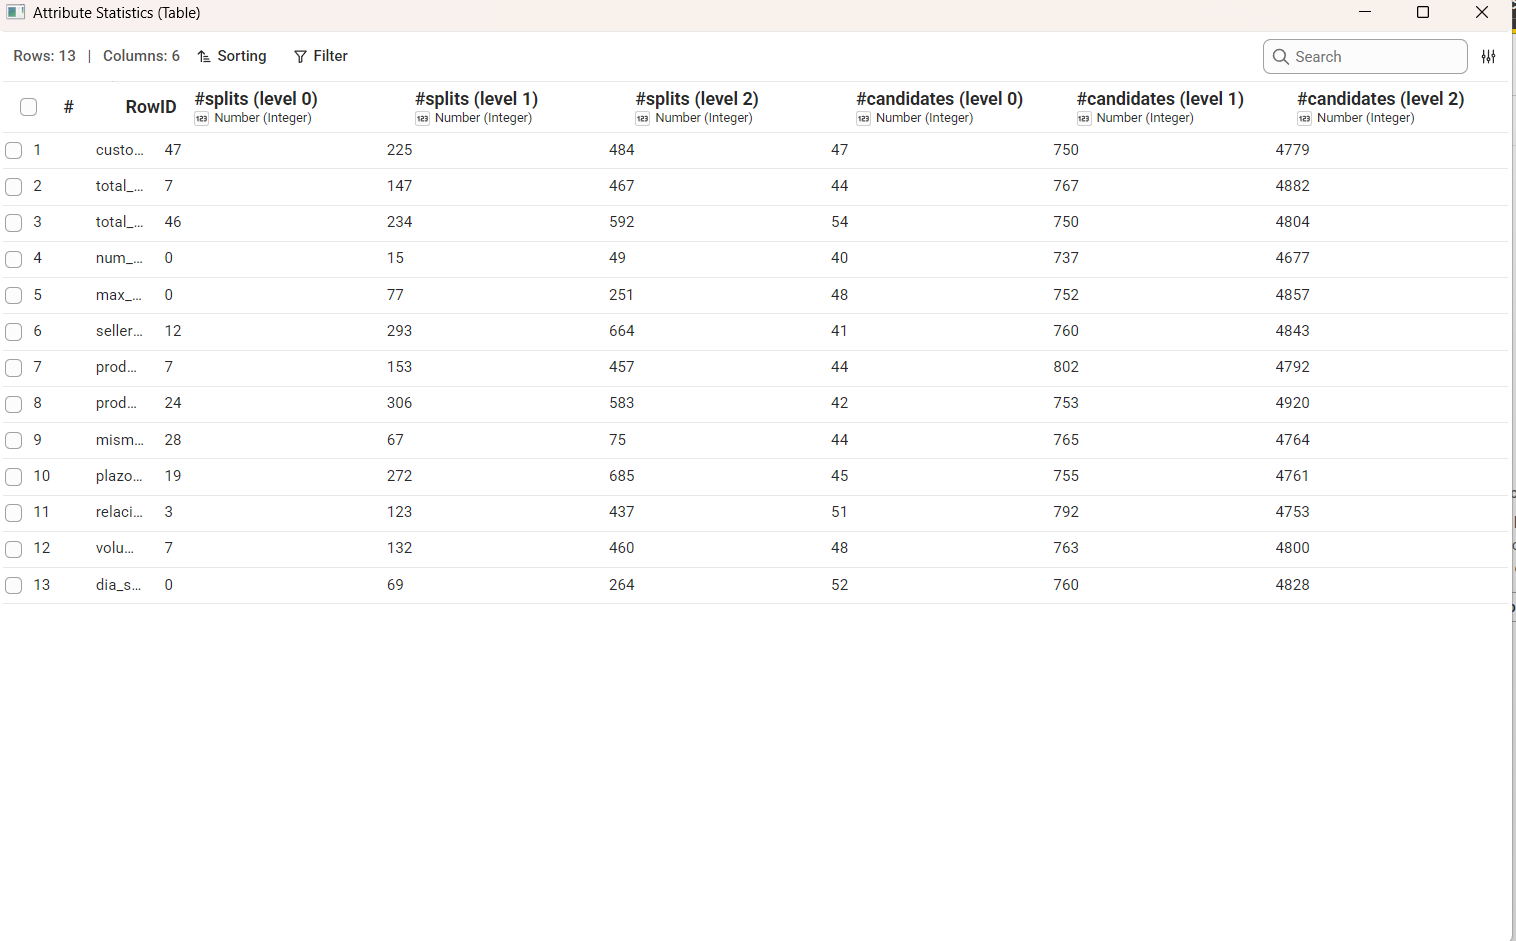 Attribute Statistics (Table)
Rows: 13 | Columns: 6 Sorting Filter Search
# RowID #splits (level 0) #splits (level 1) #splits (level 2) #candidates (level 0) #candidates (level 1) #candidates (level 2)
Number (Integer) Number (Integer) Number (Integer) Number (Integer) Number (Integer) Number (Integer)
1 custo... 47 225 484 47 750 4779
2 total_... 7 147 467 44 767 4882
3 total_... 46 234 592 54 750 4804
4 num_... 0 15 49 40 737 4677
5 max_... 0 77 251 48 752 4857
6 seller... 12 293 664 41 760 4843
7 prod... 7 153 457 44 802 4792
8 prod... 24 306 583 42 753 4920
9 mism... 28 67 75 44 765 4764
10 plazo... 19 272 685 45 755 4761
11 relaci... 3 123 437 51 792 4753
12 volu... 7 132 460 48 763 4800
13 dia_s... 0 69 264 52 760 4828